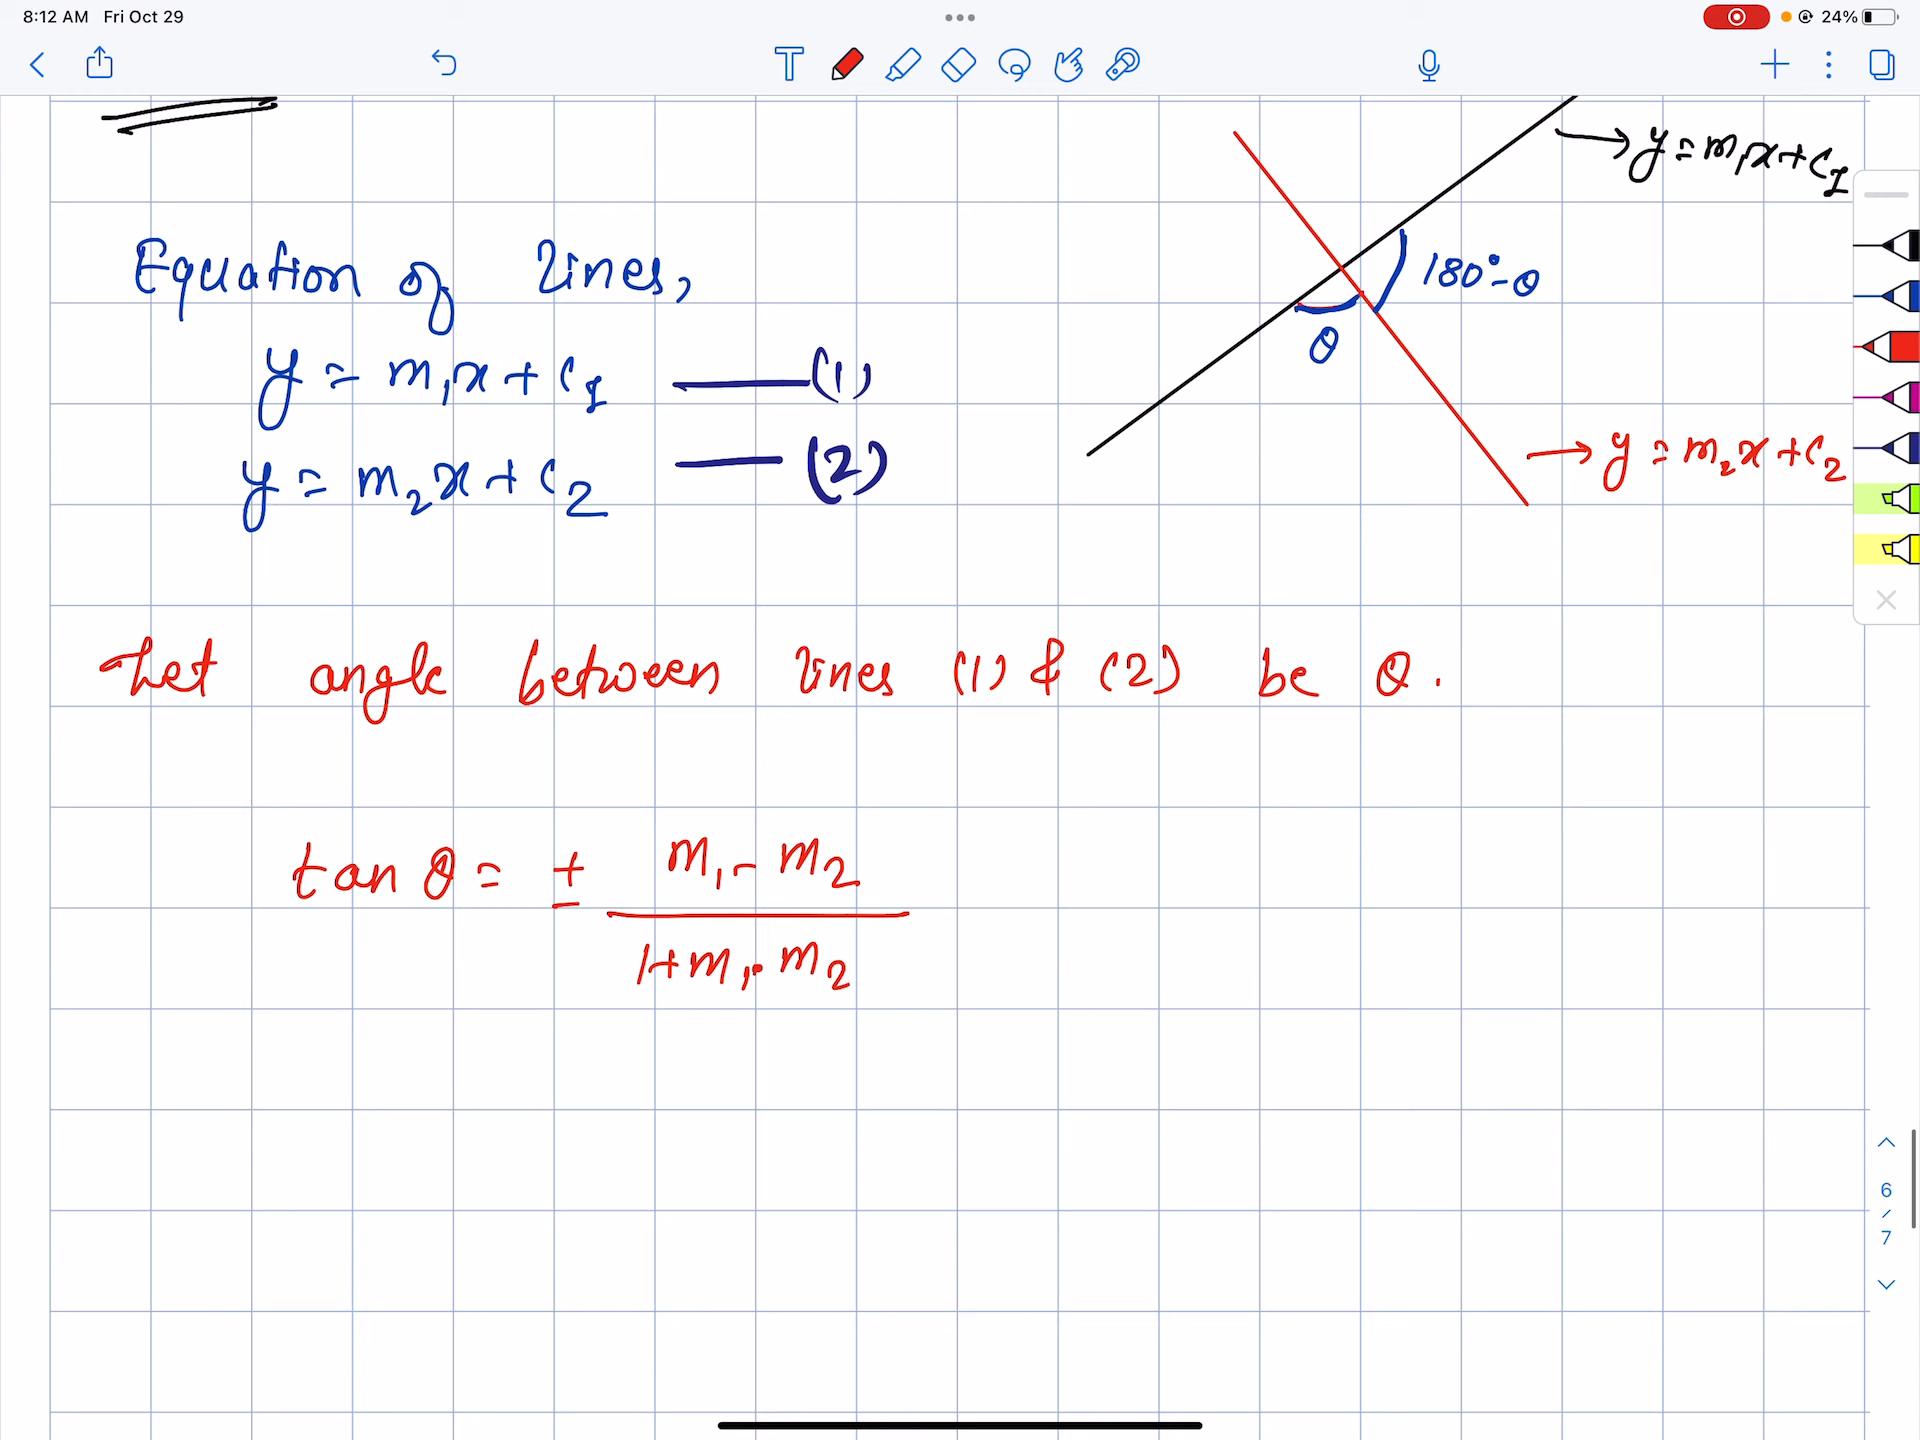 8:12 AM Fri Oct 29
24%
y = m₁x + c₁
Equation of lines,
180° - θ
θ
y = m₁x + c₁ —— (1)
y = m₂x + c₂
y = m₂x + c₂ —— (2)
Let angle between lines (1) & (2) be θ.
tan θ = ± m₁ - m₂
1 + m₁ . m₂
6
/
7